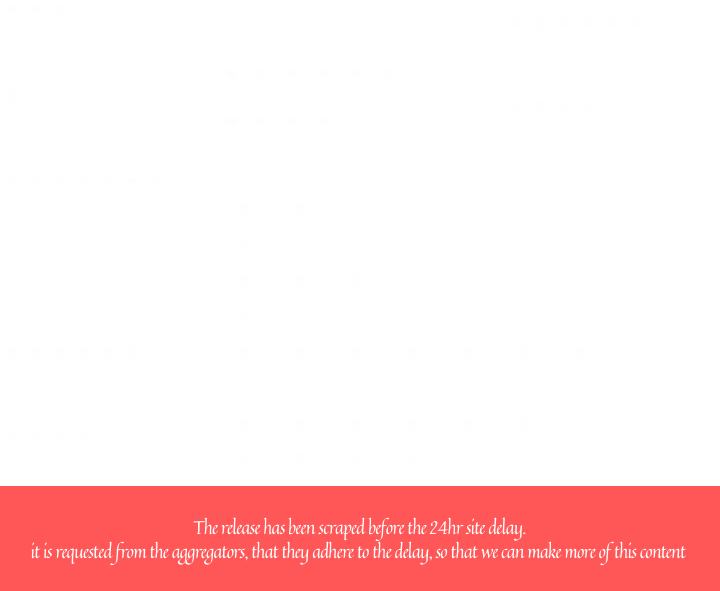 The release has been scraped before the 24hr site delay.
it is requested from the aggregators, that they adhere to the delay, so that we can make more of this content